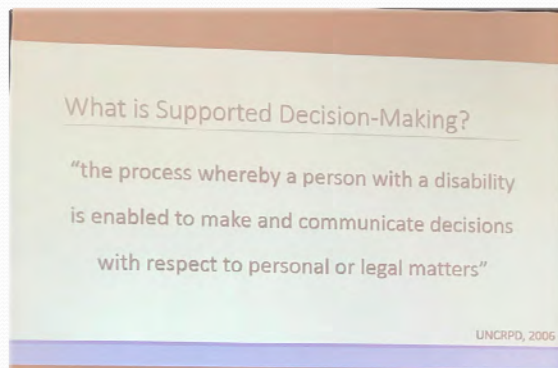 What is Supported Decision-Making?
"the process whereby a person with a disability
is enabled to make and communicate decisions
with respect to personal or legal matters"
UNCRPD, 2006